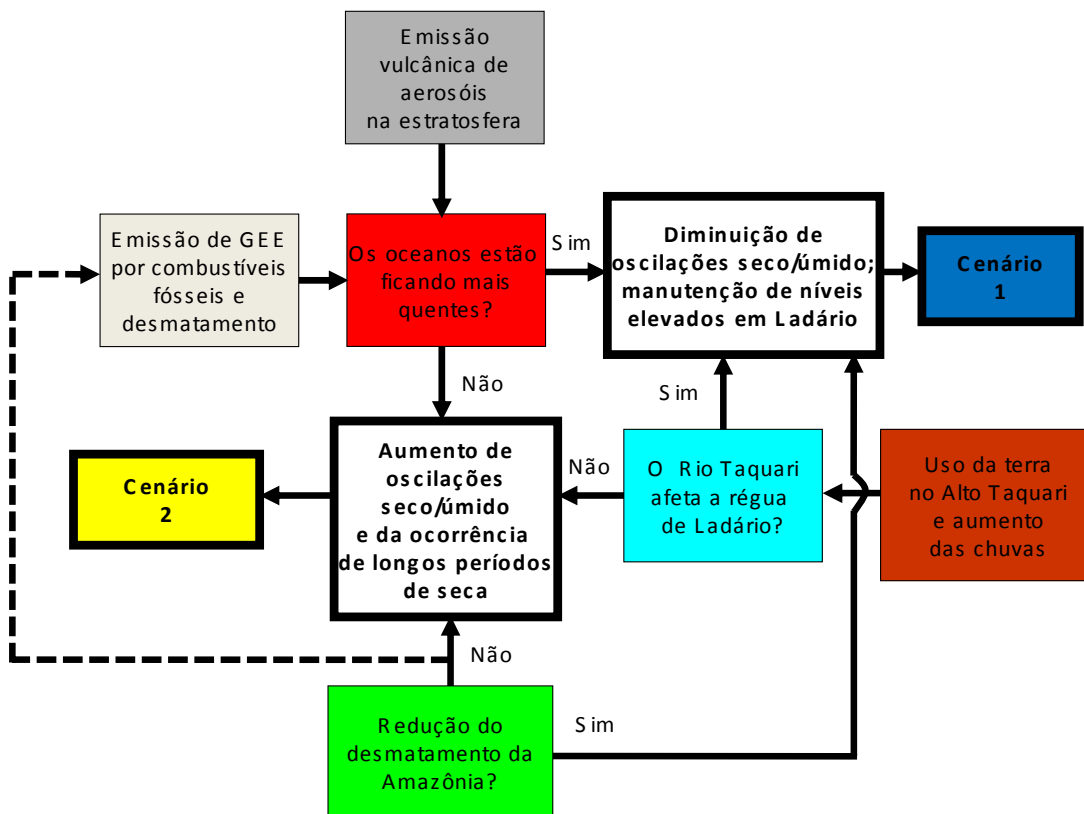 Emissão
vulcânica de
aerosóis
na estratosfera
Emissão de GEE
por combustíveis
fósseis e
desmatamento
Os oceanos estão
ficando mais
quentes?
Sim
Diminuição de
oscilações seco/úmido;
manutenção de níveis
elevados em Ladário
Cenário
1
Não
Sim
Cenário
2
Aumento de
oscilações
seco/úmido
e da ocorrência
de longos períodos
de seca
Não
O Rio Taquari
afeta a régua
de Ladário?
Uso da terra
no Alto Taquari
e aumento
das chuvas
Não
Redução do
desmatamento da
Amazônia?
Sim